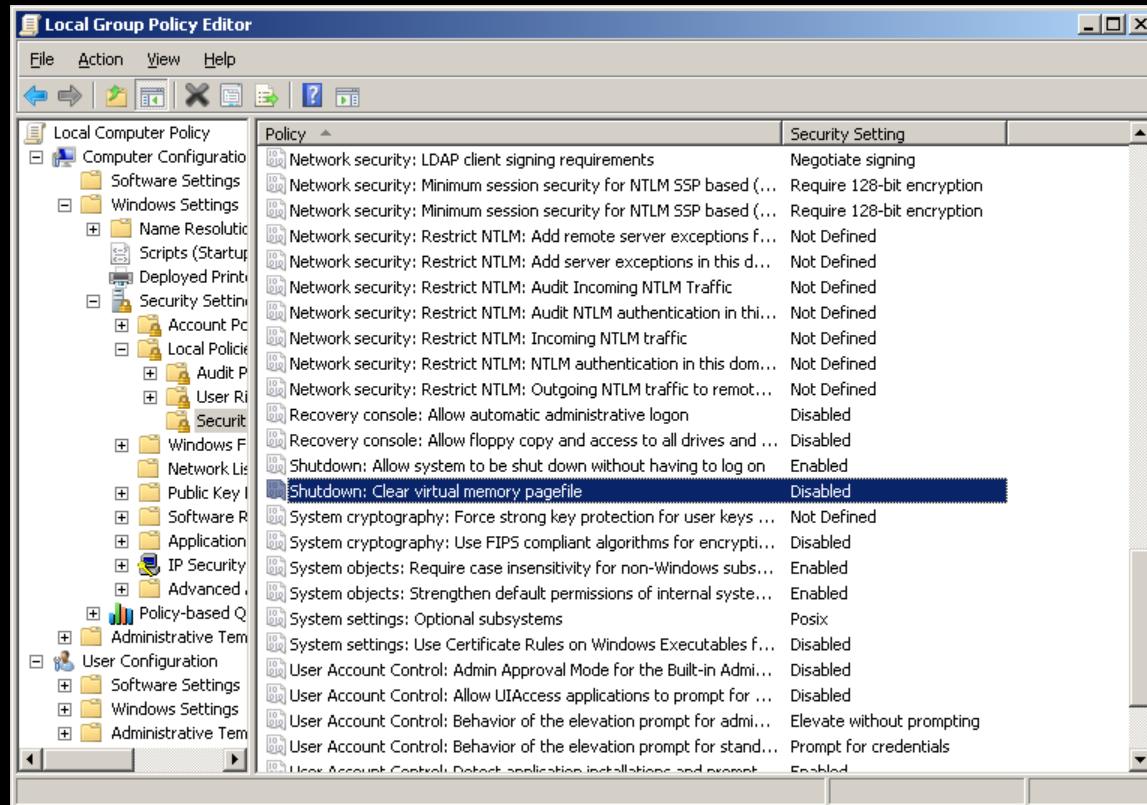 Local Group Policy Editor
File Action View Help
Local Computer Policy
Computer Configuratio
Software Settings
Windows Settings
Name Resolutic
Scripts (Startup
Deployed Printe
Security Setting
Account Po
Local Policie
Audit P
User Ri
Securit
Windows F
Network Lis
Public Key I
Software R
Application
IP Security
Advanced
Policy-based Q
Administrative Tem
User Configuration
Software Settings
Windows Settings
Administrative Tem
Policy Security Setting
Network security: LDAP client signing requirements Negotiate signing
Network security: Minimum session security for NTLM SSP based (... Require 128-bit encryption
Network security: Minimum session security for NTLM SSP based (... Require 128-bit encryption
Network security: Restrict NTLM: Add remote server exceptions f... Not Defined
Network security: Restrict NTLM: Add server exceptions in this d... Not Defined
Network security: Restrict NTLM: Audit Incoming NTLM Traffic Not Defined
Network security: Restrict NTLM: Audit NTLM authentication in thi... Not Defined
Network security: Restrict NTLM: Incoming NTLM traffic Not Defined
Network security: Restrict NTLM: NTLM authentication in this dom... Not Defined
Network security: Restrict NTLM: Outgoing NTLM traffic to remot... Not Defined
Recovery console: Allow automatic administrative logon Disabled
Recovery console: Allow floppy copy and access to all drives and ... Disabled
Shutdown: Allow system to be shut down without having to log on Enabled
Shutdown: Clear virtual memory pagefile Disabled
System cryptography: Force strong key protection for user keys ... Not Defined
System cryptography: Use FIPS compliant algorithms for encrypti... Disabled
System objects: Require case insensitivity for non-Windows subs... Enabled
System objects: Strengthen default permissions of internal syste... Enabled
System settings: Optional subsystems Posix
System settings: Use Certificate Rules on Windows Executables f... Disabled
User Account Control: Admin Approval Mode for the Built-in Admi... Disabled
User Account Control: Allow UIAccess applications to prompt for ... Disabled
User Account Control: Behavior of the elevation prompt for admi... Elevate without prompting
User Account Control: Behavior of the elevation prompt for stand... Prompt for credentials
User Account Control: Detect application installations and prompt Enabled